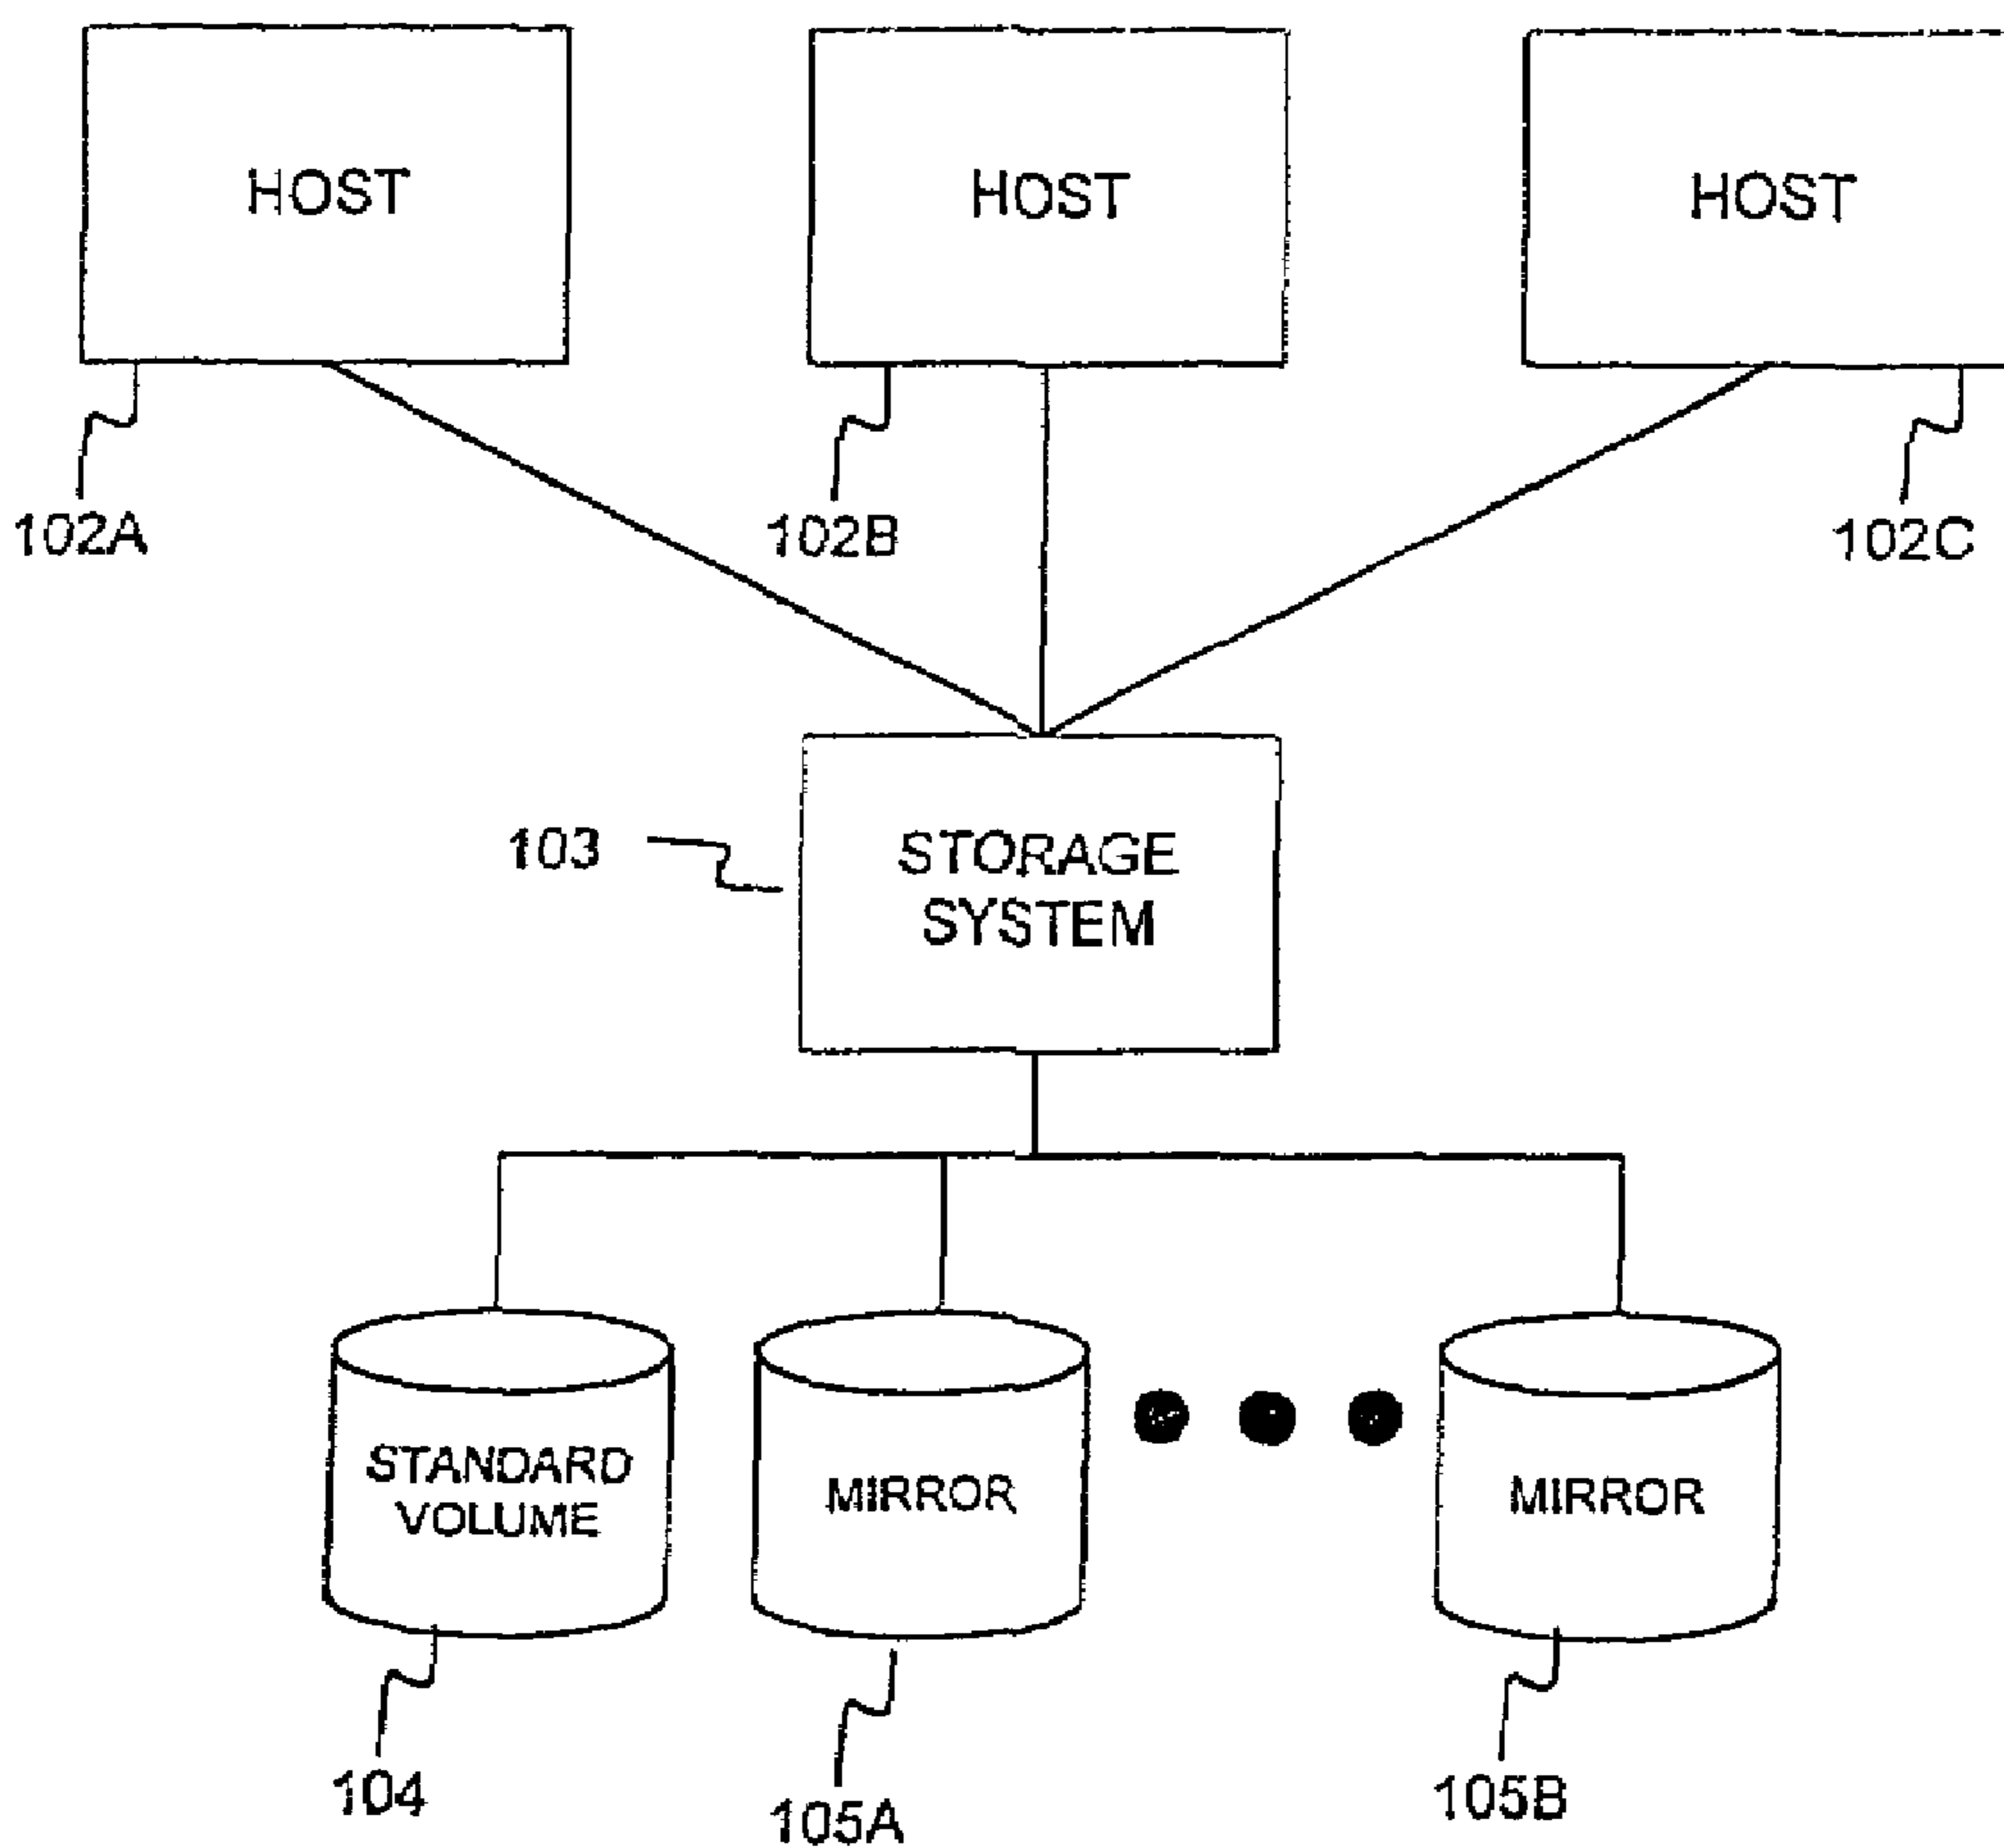 HOST
HOST
HOST
102A
102B
102C
103
STORAGE
SYSTEM
STANDARD
VOLUME
MIRROR
MIRROR
104
105A
105B